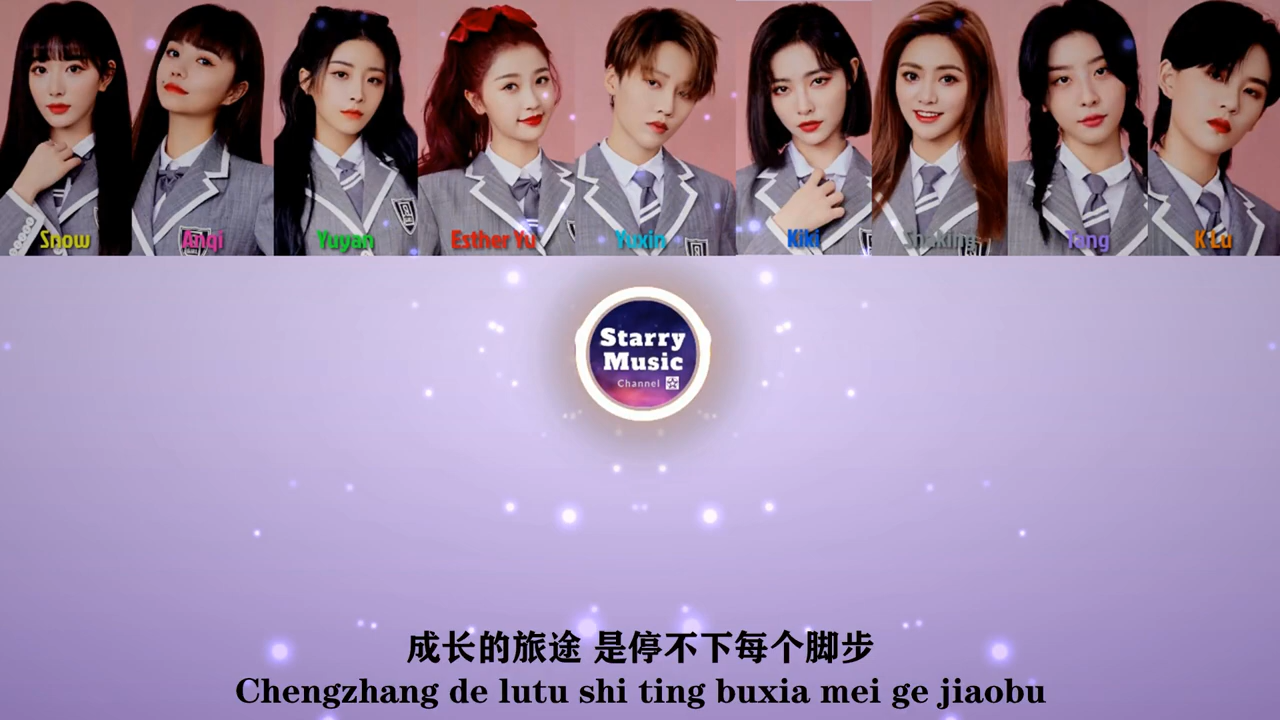 Snow Anqi Yuyan Esther Yu Yuxin Kiki Shaking Tang K Lu
Starry
Music
Channel
成长的旅途 是停不下每个脚步
Chengzhang de lutu shi ting buxia mei ge jiaobu